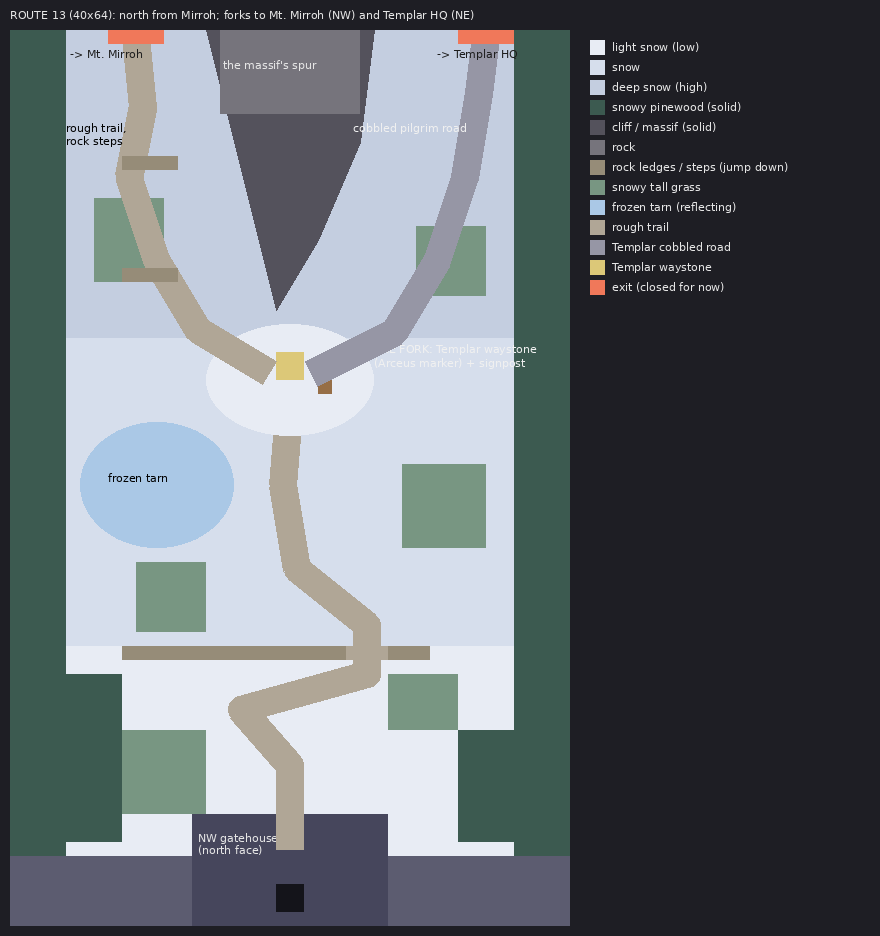 ROUTE 13 (40x64): north from Mirroh; forks to Mt. Mirroh (NW) and Templar HQ (NE)
-> Mt. Mirroh
-> Templar HQ
the massif's spur
rough trail,
rock steps
cobbled pilgrim road
FORK: Templar waystone
(Arceus marker) + signpost
frozen tarn
NW gatehouse
(north face)
light snow (low)
snow
deep snow (high)
snowy pinewood (solid)
cliff / massif (solid)
rock
rock ledges / steps (jump down)
snowy tall grass
frozen tarn (reflecting)
rough trail
Templar cobbled road
Templar waystone
exit (closed for now)